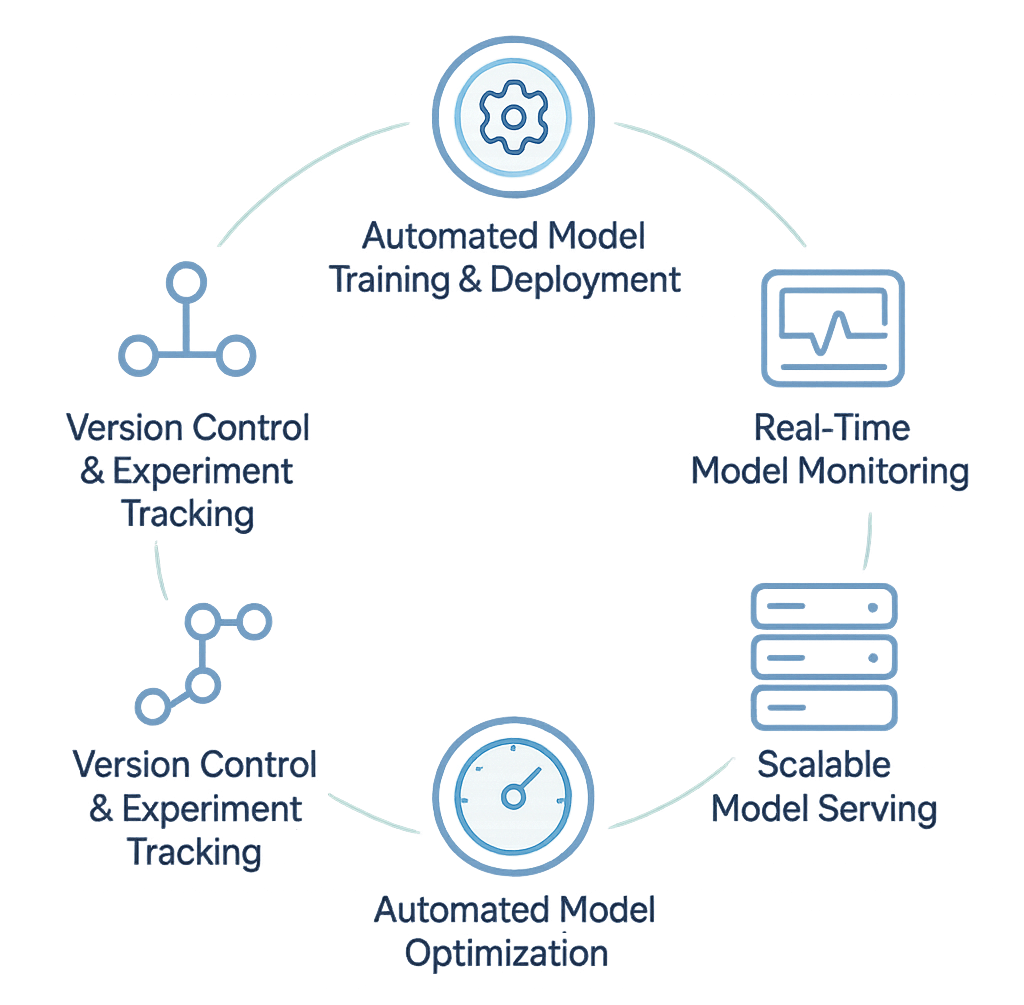 Automated Model
Training & Deployment
Version Control
& Experiment
Tracking
Real-Time
Model Monitoring
Version Control
& Experiment
Tracking
Scalable
Model Serving
Automated Model
Optimization